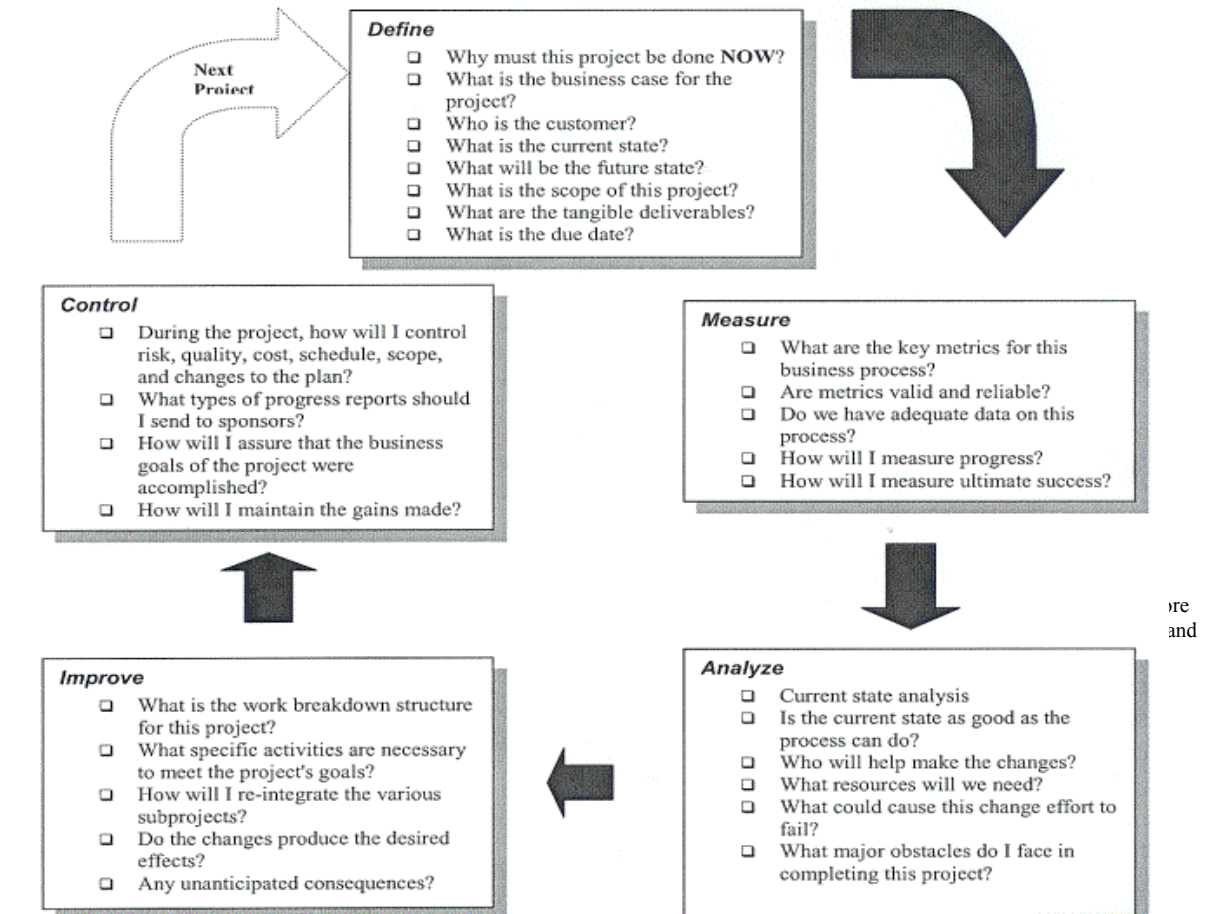 Next
Project
Define
❑ Why must this project be done NOW?
❑ What is the business case for the
project?
❑ Who is the customer?
❑ What is the current state?
❑ What will be the future state?
❑ What is the scope of this project?
❑ What are the tangible deliverables?
❑ What is the due date?
Measure
❑ What are the key metrics for this
business process?
❑ Are metrics valid and reliable?
❑ Do we have adequate data on this
process?
❑ How will I measure progress?
❑ How will I measure ultimate success?
Analyze
❑ Current state analysis
❑ Is the current state as good as the
process can do?
❑ Who will help make the changes?
❑ What resources will we need?
❑ What could cause this change effort to
fail?
❑ What major obstacles do I face in
completing this project?
Improve
❑ What is the work breakdown structure
for this project?
❑ What specific activities are necessary
to meet the project's goals?
❑ How will I re-integrate the various
subprojects?
❑ Do the changes produce the desired
effects?
❑ Any unanticipated consequences?
Control
❑ During the project, how will I control
risk, quality, cost, schedule, scope,
and changes to the plan?
❑ What types of progress reports should
I send to sponsors?
❑ How will I assure that the business
goals of the project were
accomplished?
❑ How will I maintain the gains made?
and